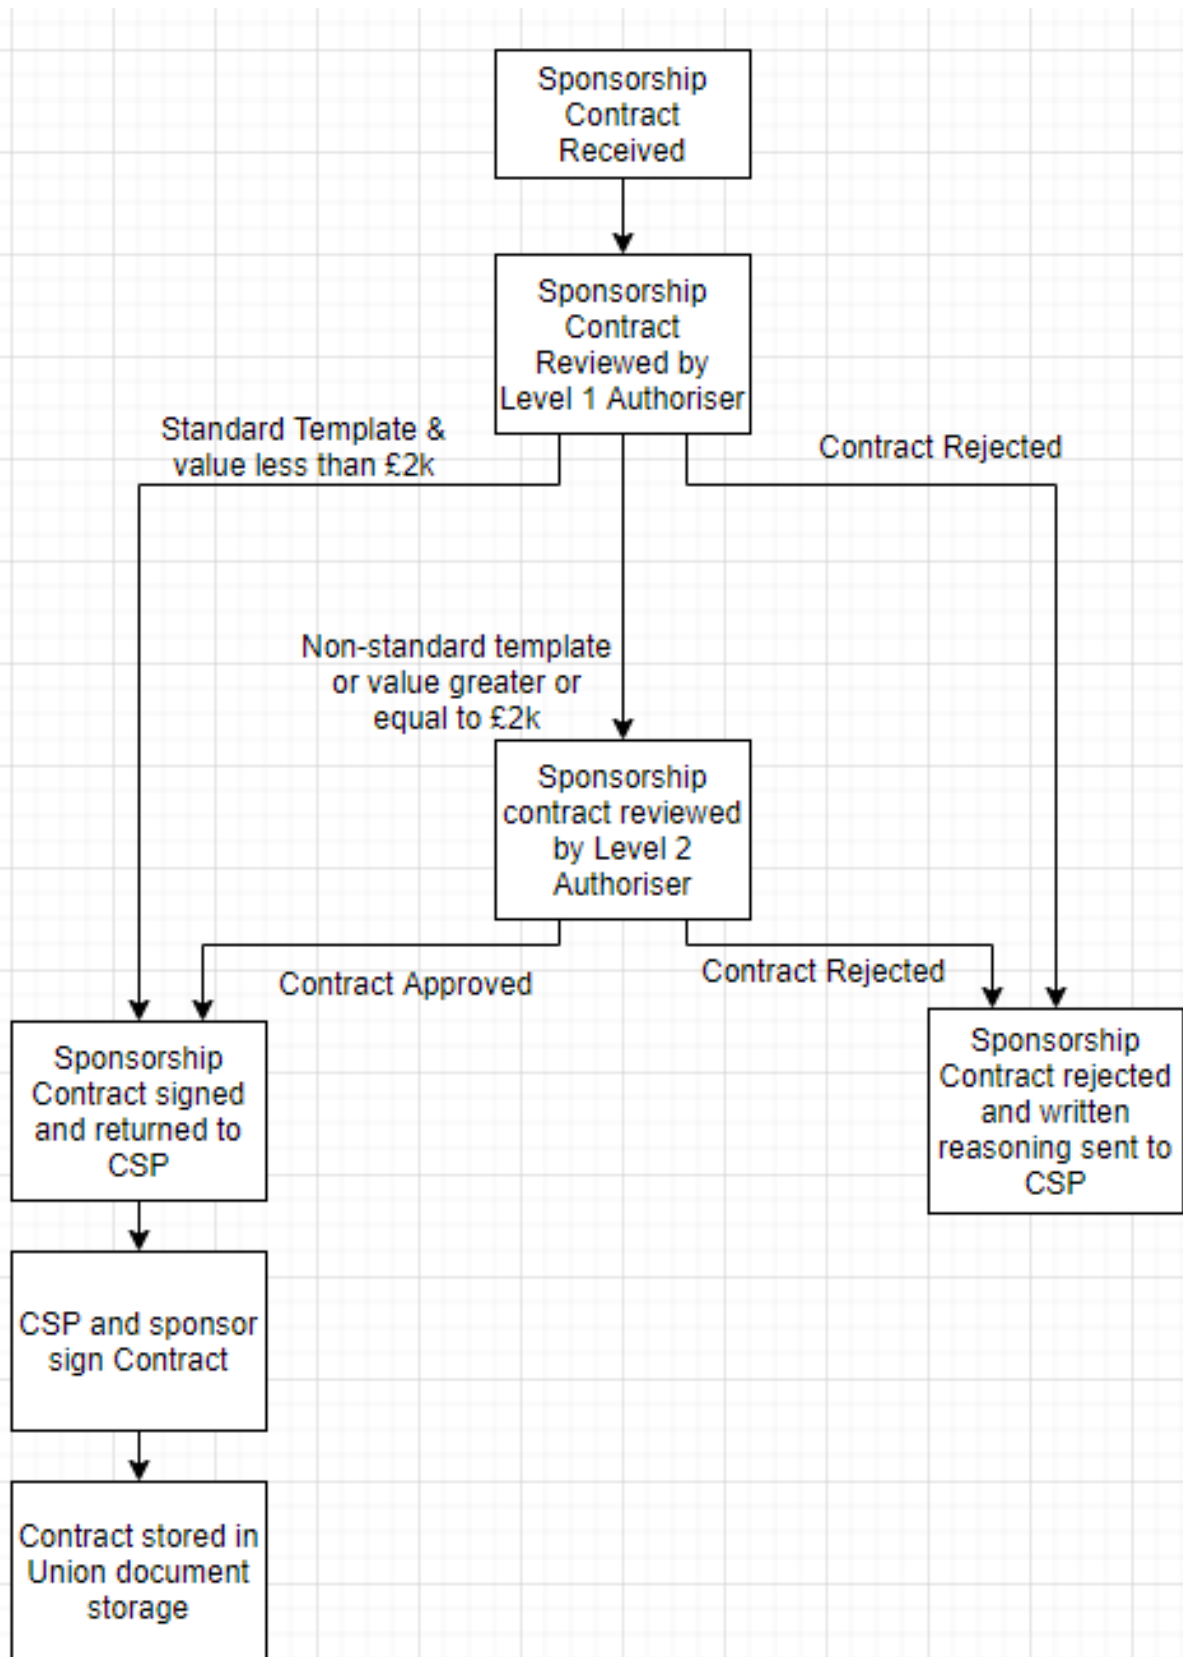 Sponsorship
Contract
Received
Sponsorship
Contract
Reviewed by
Level 1 Authoriser
Standard Template &
value less than £2k
Contract Rejected
Non-standard template
or value greater or
equal to £2k
Sponsorship
contract reviewed
by Level 2
Authoriser
Contract Approved
Contract Rejected
Sponsorship
Contract signed
and returned to
CSP
Sponsorship
Contract rejected
and written
reasoning sent to
CSP
CSP and sponsor
sign Contract
Contract stored in
Union document
storage